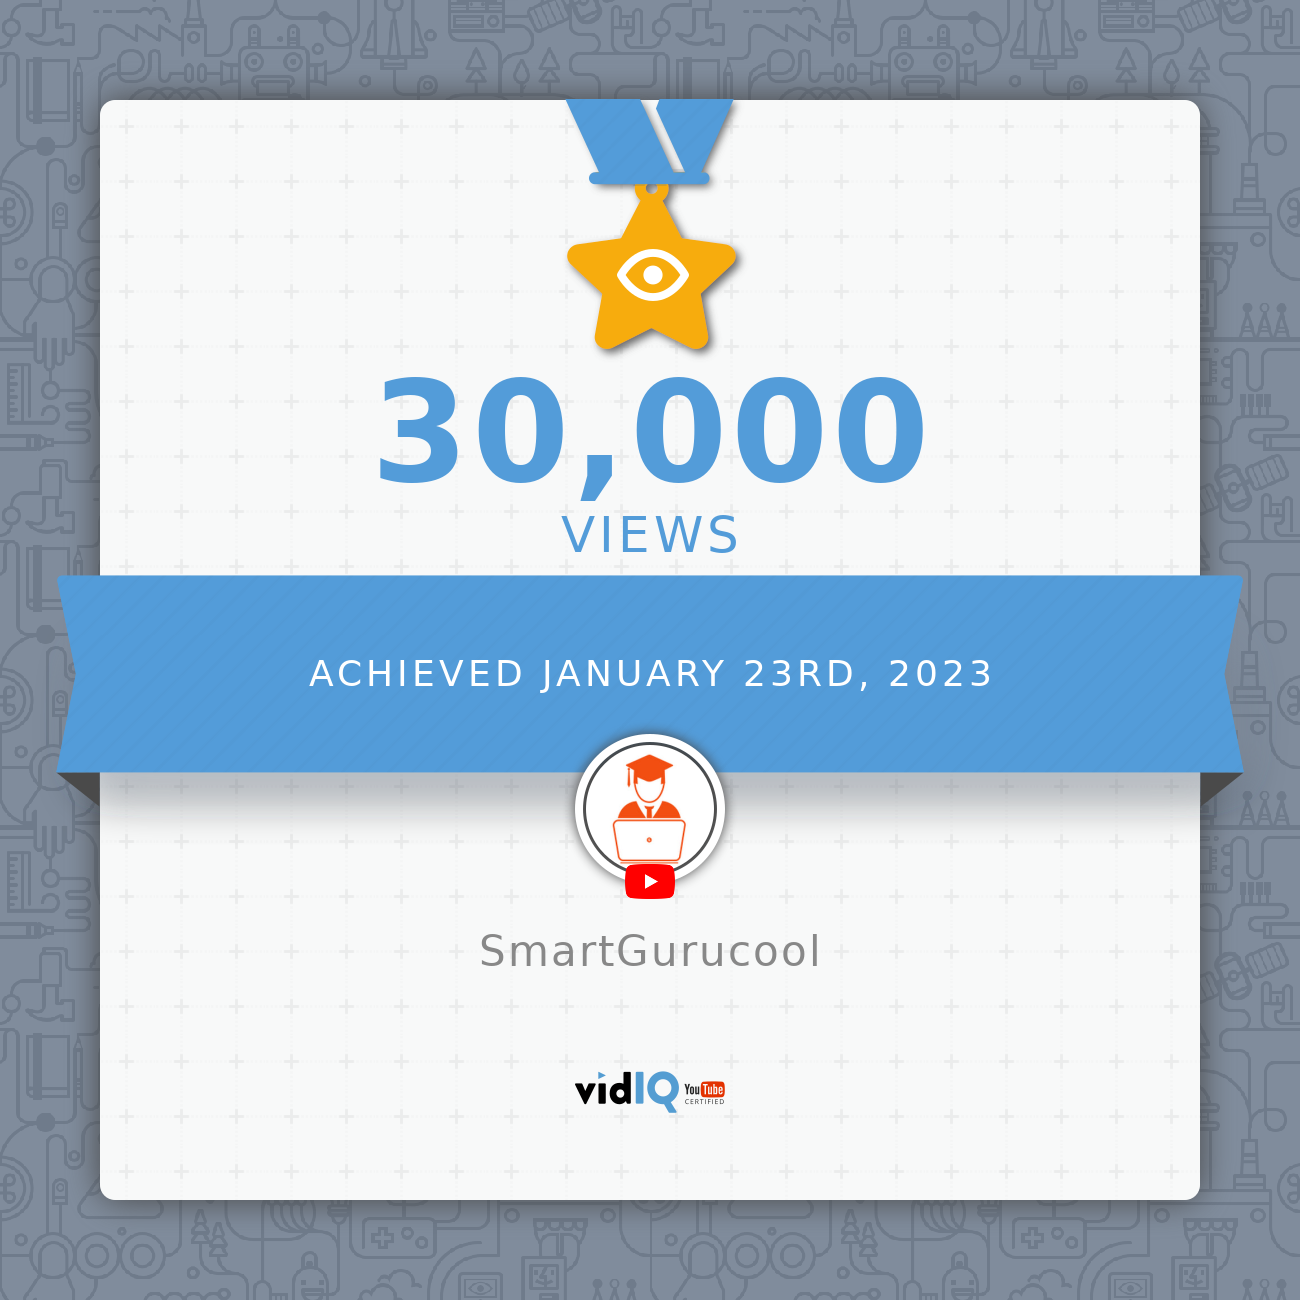 30,000
VIEWS
ACHIEVED JANUARY 23RD, 2023
SmartGurucool
vidIQ YouTube
CERTIFIED